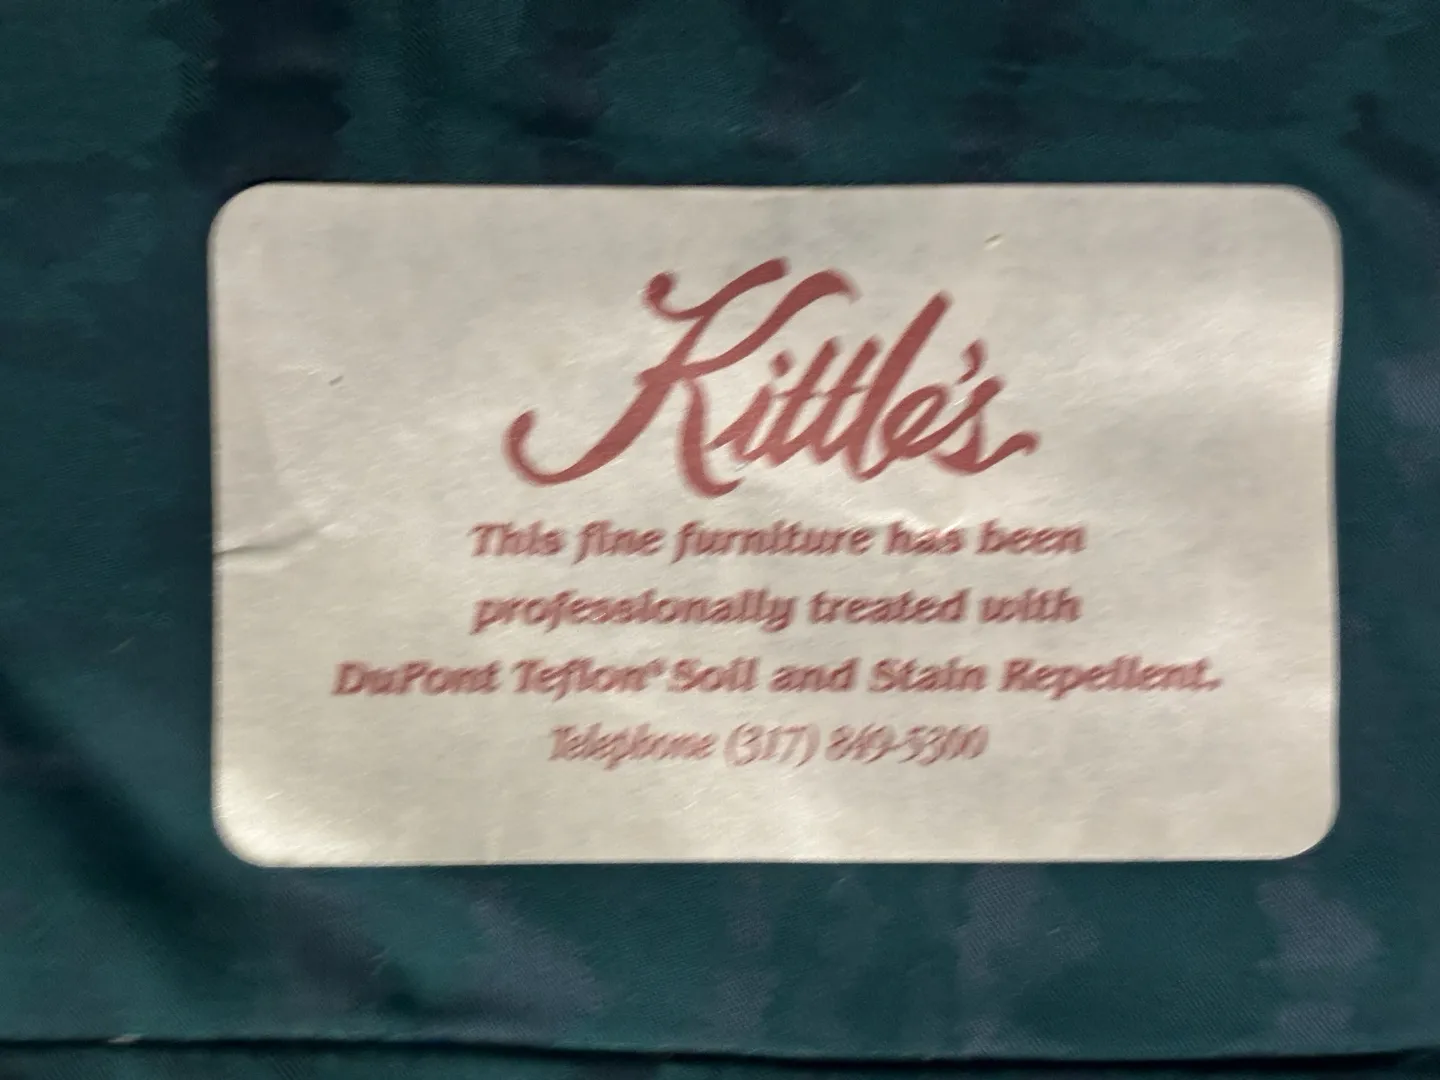 Kittle's
This fine furniture has been
professionally treated with
DuPont Teflon® Soil and Stain Repellent.
Telephone (317) 849-5300